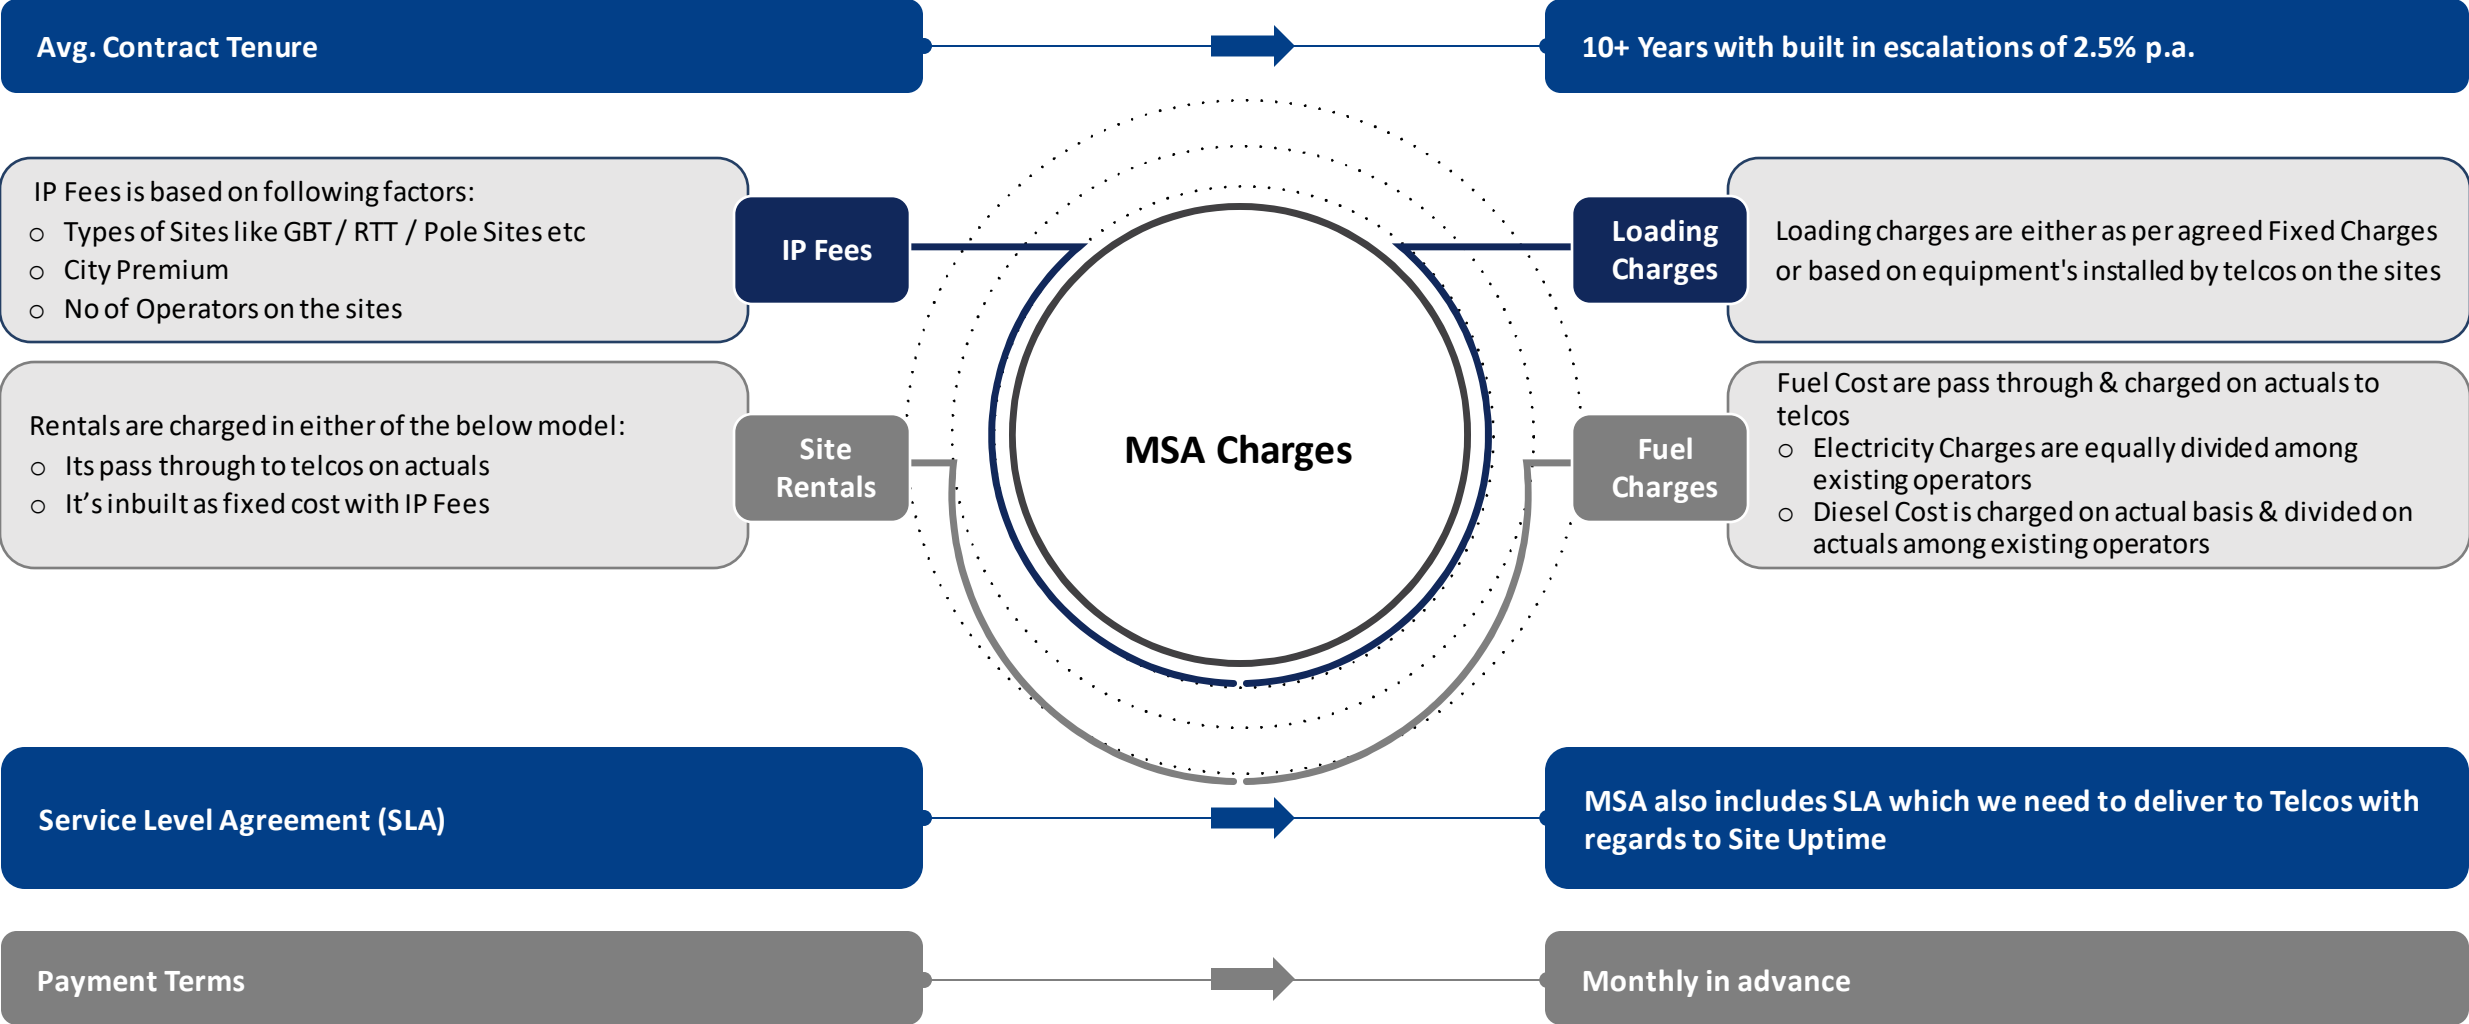 Avg. Contract Tenure
10+ Years with built in escalations of 2.5% p.a.
IP Fees is based on following factors:
o Types of Sites like GBT / RTT / Pole Sites etc
o City Premium
o No of Operators on the sites
IP Fees
Loading
Charges
Loading charges are either as per agreed Fixed Charges
or based on equipment's installed by telcos on the sites
Rentals are charged in either of the below model:
o Its pass through to telcos on actuals
o It’s inbuilt as fixed cost with IP Fees
Site
Rentals
MSA Charges
Fuel
Charges
Fuel Cost are pass through & charged on actuals to
telcos
o Electricity Charges are equally divided among
existing operators
o Diesel Cost is charged on actual basis & divided on
actuals among existing operators
Service Level Agreement (SLA)
MSA also includes SLA which we need to deliver to Telcos with
regards to Site Uptime
Payment Terms
Monthly in advance